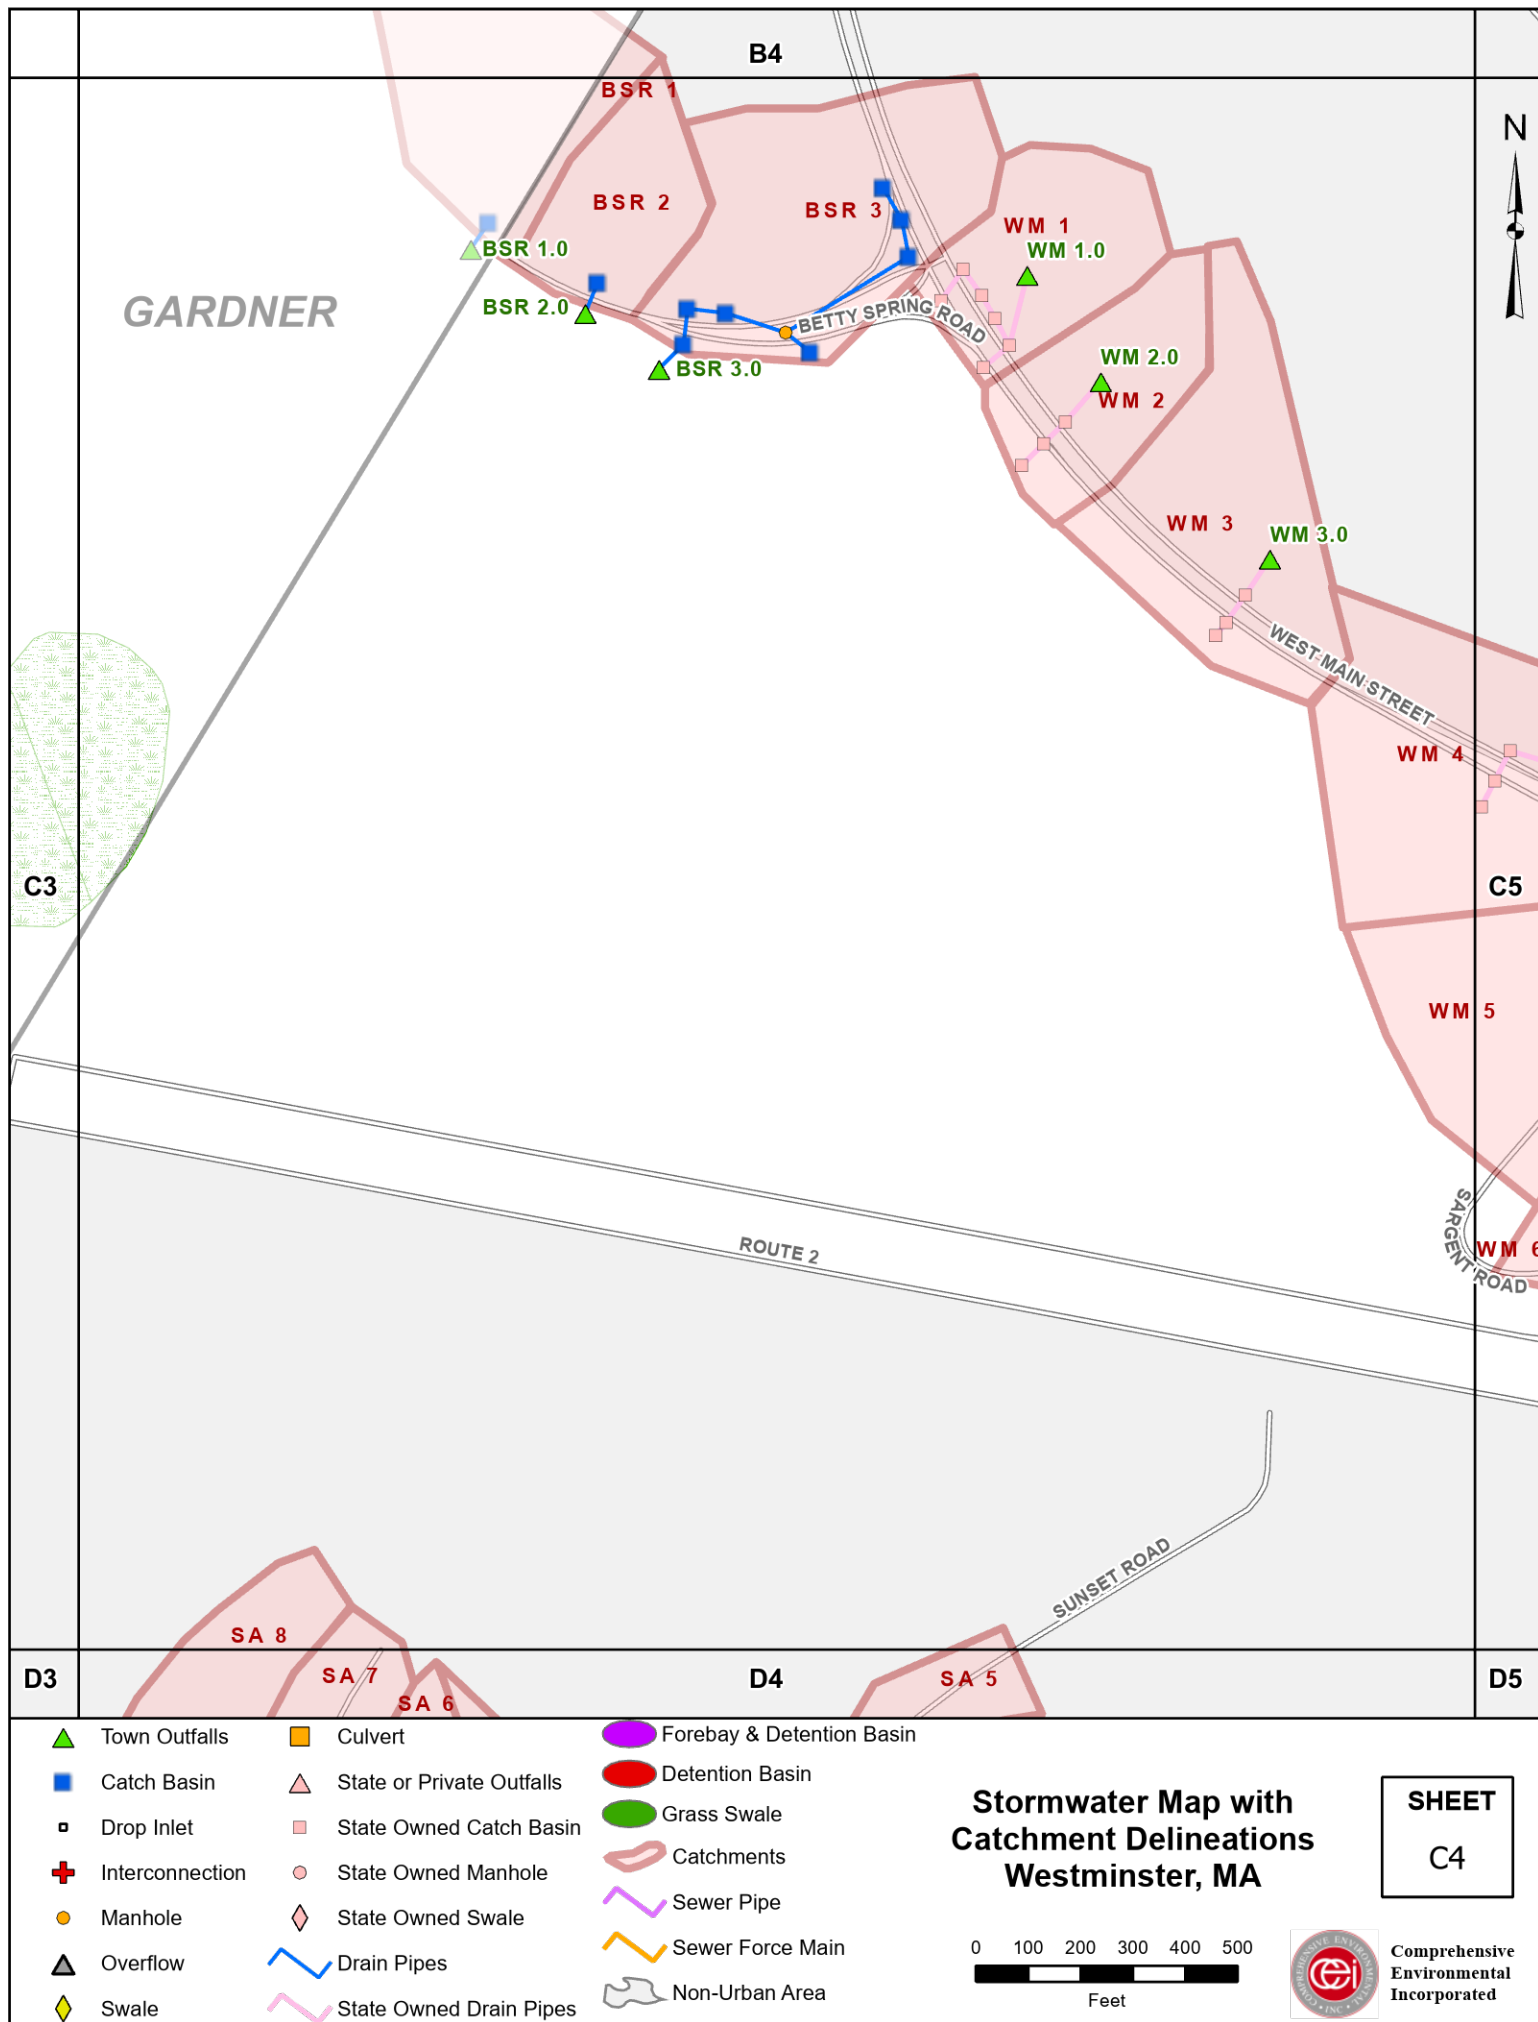 B4
BSR 1
N
BSR 2
BSR 3
WM 1
BSR 1.0
WM 1.0
GARDNER
BSR 2.0
BETTY SPRING ROAD
WM 2.0
BSR 3.0
WM 2
WM 3
WM 3.0
WEST MAIN STREET
WM 4
C3
C5
WM 5
SARGENT ROAD
WM 6
ROUTE 2
SUNSET ROAD
SA 8
SA 7
SA 6
SA 5
D3
D4
D5
Town Outfalls
Catch Basin
Drop Inlet
Interconnection
Manhole
Overflow
Swale
Culvert
State or Private Outfalls
State Owned Catch Basin
State Owned Manhole
State Owned Swale
Drain Pipes
State Owned Drain Pipes
Forebay & Detention Basin
Detention Basin
Grass Swale
Catchments
Sewer Pipe
Sewer Force Main
Non-Urban Area
Stormwater Map with
Catchment Delineations
Westminster, MA
0 100 200 300 400 500
Feet
SHEET
C4
COMPREHENSIVE ENVIRONMENTAL
• INC •
cei
Comprehensive
Environmental
Incorporated